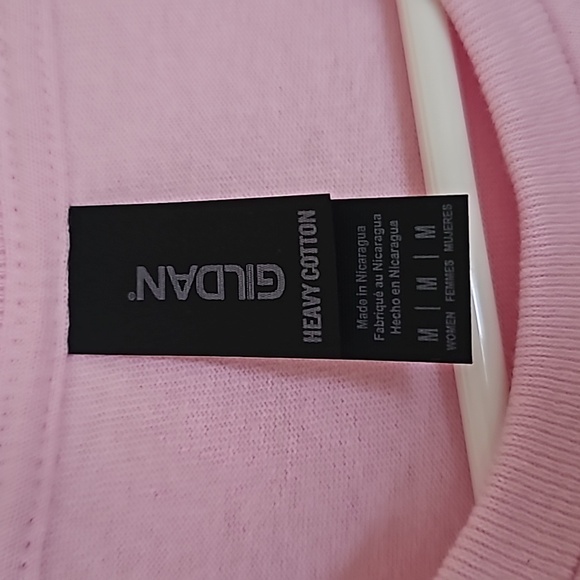 GILDAN®
HEAVY COTTON
Made in Nicaragua
Fabriqué au Nicaragua
Hecho en Nicaragua
M | M | M
WOMEN FEMMES MUJERES